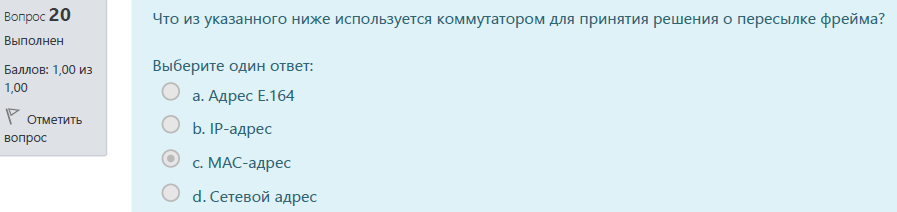 Вопрос 20
Выполнен
Баллов: 1,00 из
1,00
Отметить
вопрос
Что из указанного ниже используется коммутатором для принятия решения о пересылке фрейма?
Выберите один ответ:
a. Адрес E.164
b. IP-адрес
c. MAC-адрес
d. Сетевой адрес